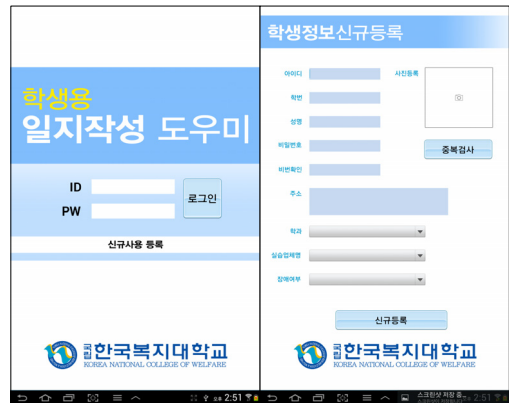 학생용
일지작성 도우미
ID
PW
로그인
신규사용 등록
국립한국복지대학교
KOREA NATIONAL COLLEGE OF WELFARE
2:51
학생정보신규등록
아이디
사진등록
학번
성명
비밀번호
중복검사
비번확인
주소
학과
실습업체명
장애여부
신규등록
국립한국복지대학교
KOREA NATIONAL COLLEGE OF WELFARE
스크린샷 저장 중...
2:51